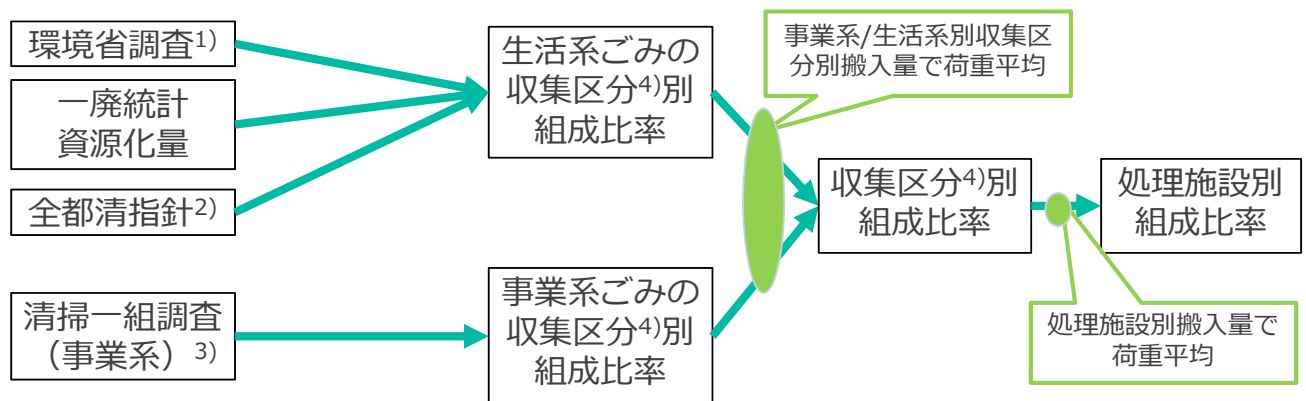 環境省調査1)
一廃統計
資源化量
全都清指針2)
清掃一組調査
（事業系）3)
生活系ごみの
収集区分4)別
組成比率
事業系ごみの
収集区分4)別
組成比率
事業系/生活系別収集区
分別搬入量で荷重平均
収集区分4)別
組成比率
処理施設別
組成比率
処理施設別搬入量で
荷重平均